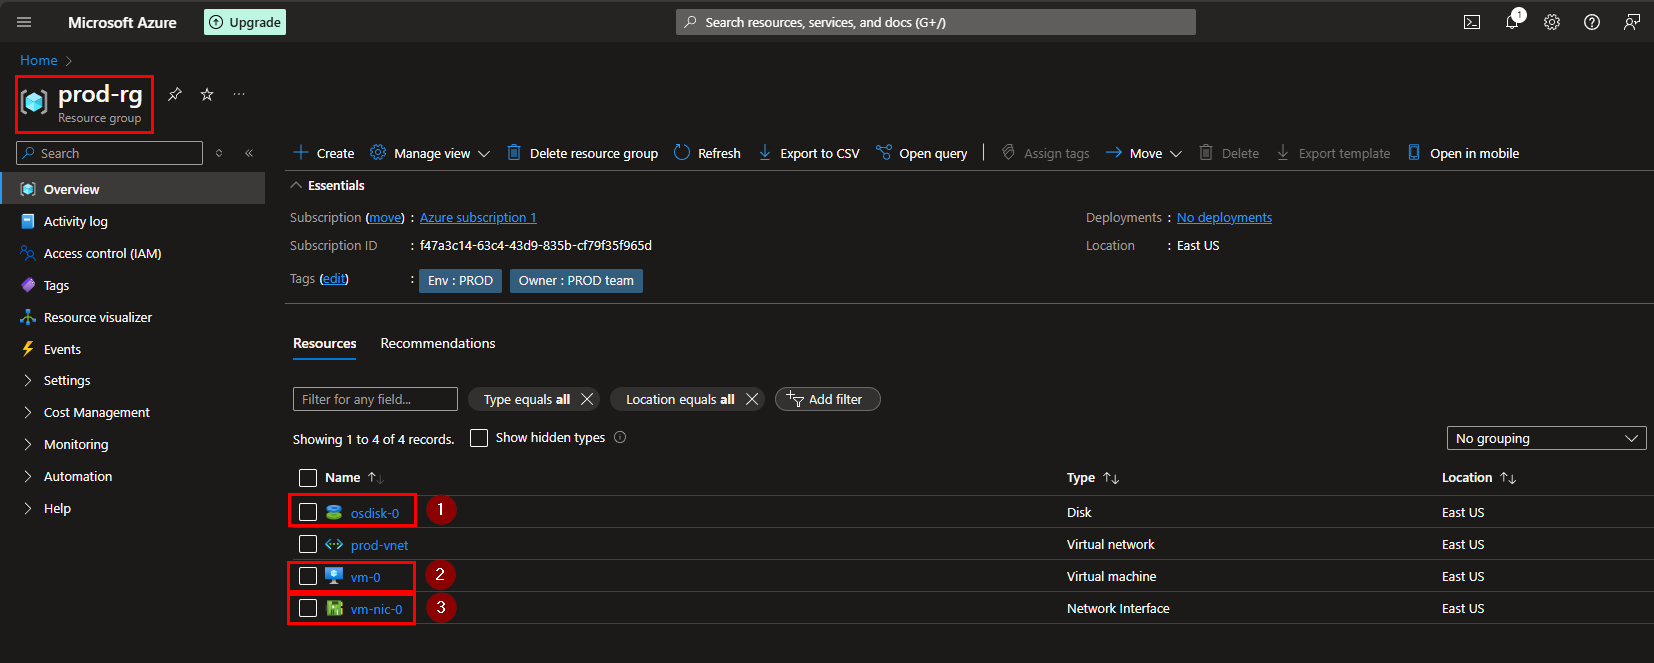 Microsoft Azure
Upgrade
Search resources, services, and docs (G+/)
1
Home
prod-rg
Resource group
Search
Create
Manage view
Delete resource group
Refresh
Export to CSV
Open query
Assign tags
Move
Delete
Export template
Open in mobile
Overview
Activity log
Access control (IAM)
Tags
Resource visualizer
Events
Settings
Cost Management
Monitoring
Automation
Help
Essentials
Subscription (move) : Azure subscription 1
Deployments : No deployments
Subscription ID : f47a3c14-63c4-43d9-835b-cf79f35f965d
Location : East US
Tags (edit) : Env : PROD Owner : PROD team
Resources Recommendations
Filter for any field...
Type equals all
Location equals all
Add filter
Showing 1 to 4 of 4 records.
Show hidden types
No grouping
Name Type Location
osdisk-0 1 Disk East US
prod-vnet Virtual network East US
vm-0 2 Virtual machine East US
vm-nic-0 3 Network Interface East US